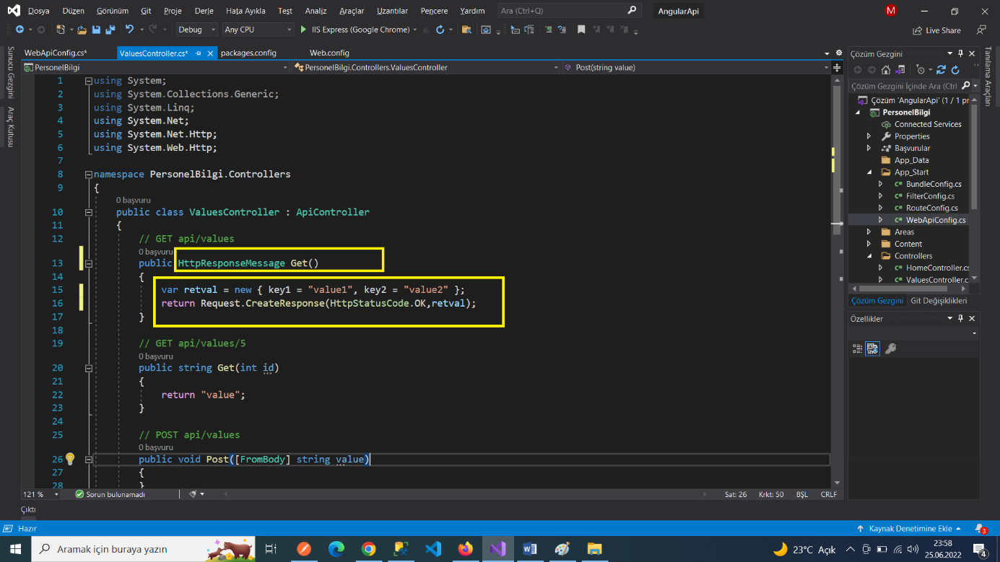 Dosya Düzen Görünüm Git Proje Derle Hata Ayıkla Test Analiz Araçlar Uzantılar Pencere Yardım Ara (Ctrl+Q) AngularApi M
Debug Any CPU IIS Express (Google Chrome) Live Share
Sunucu Gezgini
Araç Kutusu
WebApiConfig.cs* ValuesController.cs* packages.config Web.config
PersonelBilgi PersonelBilgi.Controllers.ValuesController Post(string value)
1 using System;
2 using System.Collections.Generic;
3 using System.Linq;
4 using System.Net;
5 using System.Net.Http;
6 using System.Web.Http;
7
8 namespace PersonelBilgi.Controllers
9 {
0 başvuru
10 public class ValuesController : ApiController
11 {
12 // GET api/values
0 başvuru
13 public HttpResponseMessage Get()
14 {
15 var retval = new { key1 = "value1", key2 = "value2" };
16 return Request.CreateResponse(HttpStatusCode.OK,retval);
17 }
18
19 // GET api/values/5
0 başvuru
20 public string Get(int id)
21 {
22 return "value";
23 }
24
25 // POST api/values
0 başvuru
26 public void Post([FromBody] string value)
27 {
28 }
121 % Sorun bulunamadı Sat: 26 Krkt: 50 BŞL CRLF
Çıktı
Çözüm Gezgini
Çözüm Gezgini İçinde Ara (Ctrl
Çözüm 'AngularApi' (1 / 1 pr
PersonelBilgi
Connected Services
Properties
Başvurular
App_Data
App_Start
C# BundleConfig.cs
C# FilterConfig.cs
C# RouteConfig.cs
C# WebApiConfig.cs
Areas
Content
Controllers
C# HomeController.cs
C# ValuesController.c
Çözüm Gezgini Git Değişiklikleri
Özellikler
Tanılama Araçları
Hazır Kaynak Denetimine Ekle 3
Aramak için buraya yazın 23°C Açık 23:58
25.06.2022 4